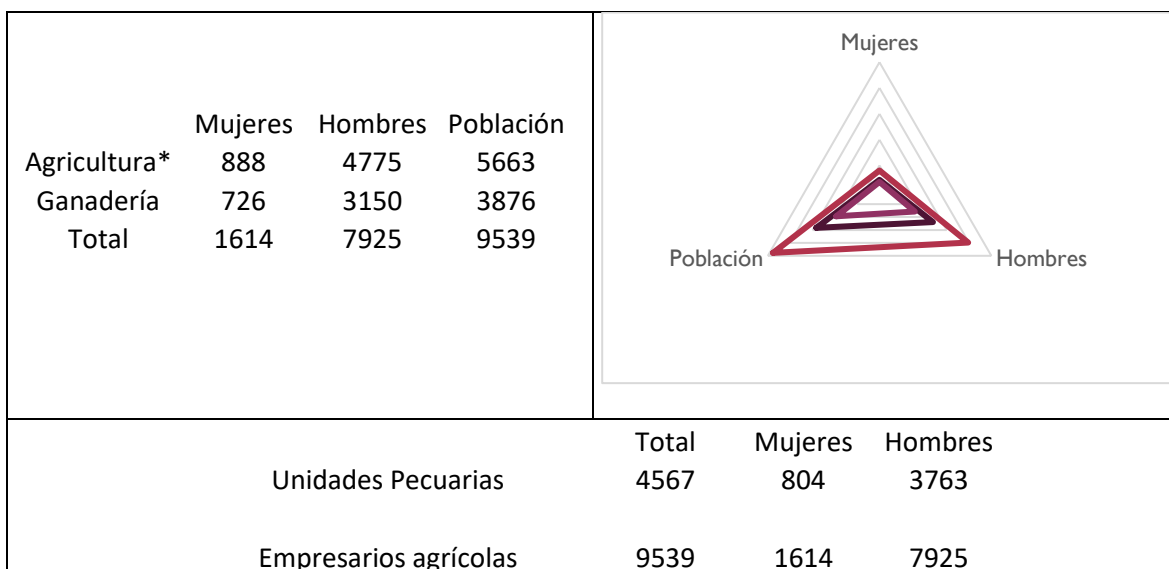 Mujeres Hombres Población
Agricultura* 888 4775 5663
Ganadería 726 3150 3876
Total 1614 7925 9539
Mujeres
Población
Hombres
Total Mujeres Hombres
Unidades Pecuarias 4567 804 3763
Empresarios agrícolas 9539 1614 7925